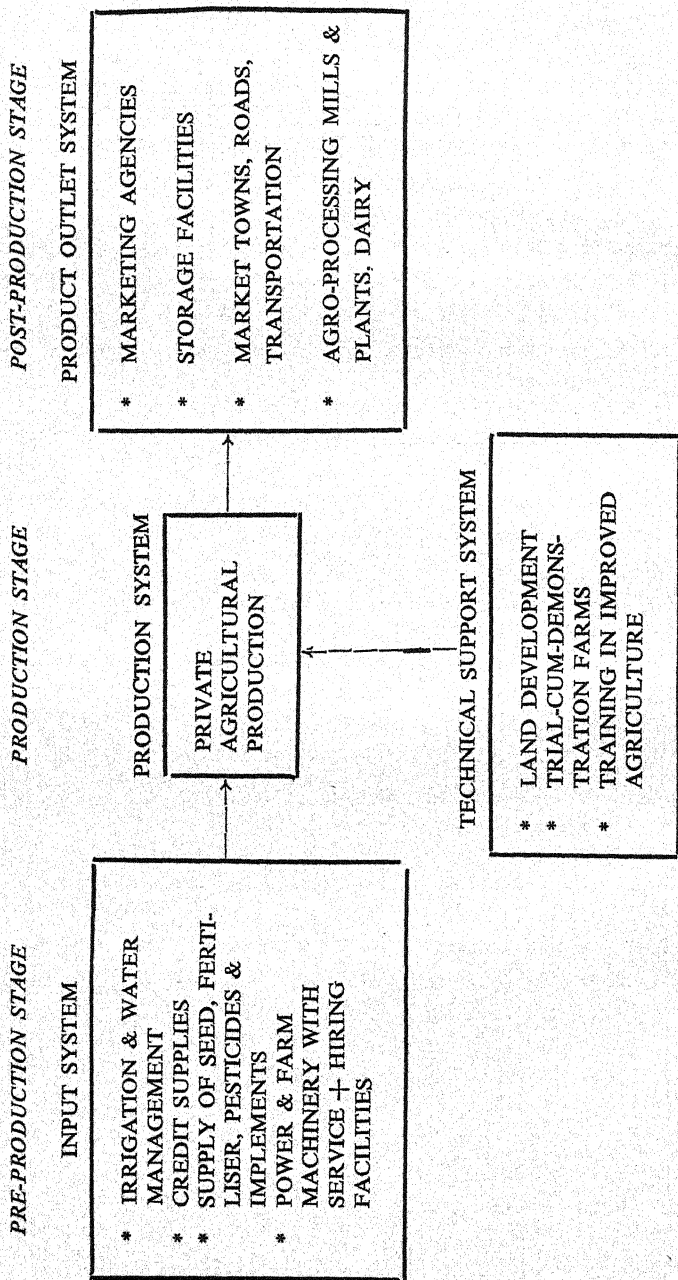 PRE-PRODUCTION STAGE
INPUT SYSTEM
* IRRIGATION & WATER
MANAGEMENT
* CREDIT SUPPLIES
* SUPPLY OF SEED, FERTI-
LISER, PESTICIDES &
IMPLEMENTS
* POWER & FARM
MACHINERY WITH
SERVICE + HIRING
FACILITIES
PRODUCTION STAGE
PRODUCTION SYSTEM
PRIVATE
AGRICULTURAL
PRODUCTION
TECHNICAL SUPPORT SYSTEM
* LAND DEVELOPMENT
* TRIAL-CUM-DEMONS-
TRATION FARMS
* TRAINING IN IMPROVED
AGRICULTURE
POST-PRODUCTION STAGE
PRODUCT OUTLET SYSTEM
* MARKETING AGENCIES
* STORAGE FACILITIES
* MARKET TOWNS, ROADS,
TRANSPORTATION
* AGRO-PROCESSING MILLS &
PLANTS, DAIRY